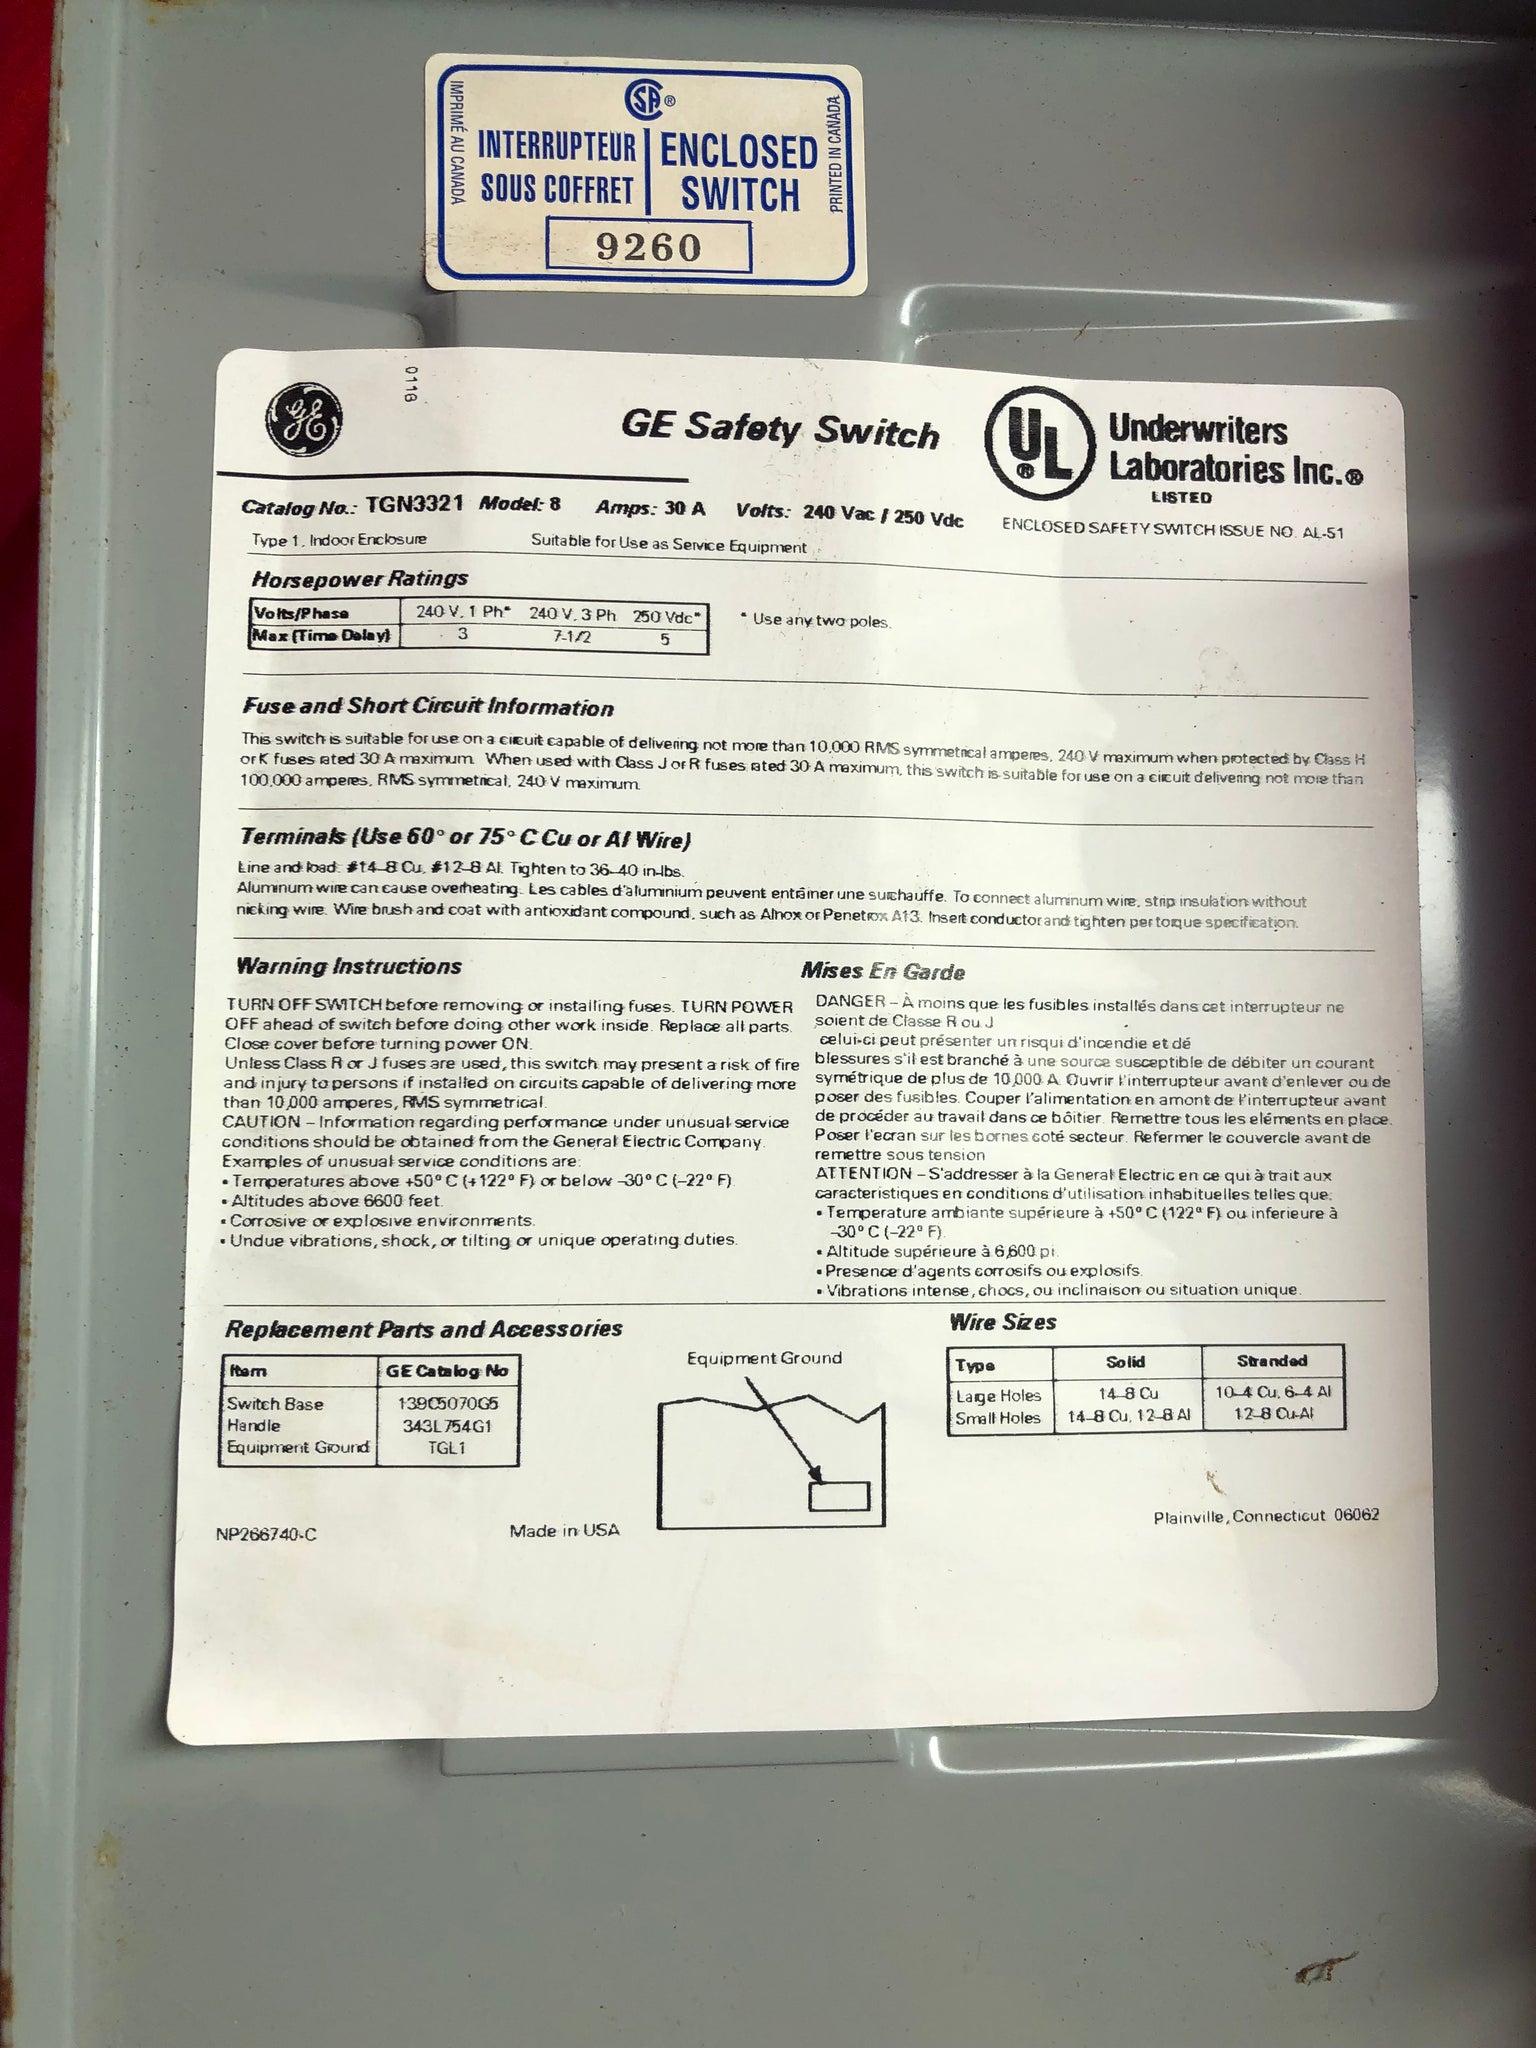 IMPRIMÉ AU CANADA
CSA®
INTERRUPTEUR SOUS COFFRET
ENCLOSED SWITCH
PRINTED IN CANADA
9260
GE
0118
GE Safety Switch
UL®
Underwriters
Laboratories Inc.®
LISTED
Catalog No.: TGN3321 Model: 8 Amps: 30 A Volts: 240 Vac / 250 Vdc
ENCLOSED SAFETY SWITCH ISSUE NO. AL-51
Type 1, Indoor Enclosure Suitable for Use as Service Equipment
Horsepower Ratings
Volts/Phase 240 V, 1 Ph* 240 V, 3 Ph 250 Vdc*
Max (Time Delay) 3 7-1/2 5
* Use any two poles.
Fuse and Short Circuit Information
This switch is suitable for use on a circuit capable of delivering not more than 10,000 RMS symmetrical amperes, 240 V maximum when protected by Class H
or K fuses rated 30 A maximum. When used with Class J or R fuses rated 30 A maximum, this switch is suitable for use on a circuit delivering not more than
100,000 amperes, RMS symmetrical, 240 V maximum.
Terminals (Use 60° or 75° C Cu or Al Wire)
Line and load: #14-8 Cu, #12-8 Al. Tighten to 36-40 in-lbs.
Aluminum wire can cause overheating. Les cables d'aluminium peuvent entraîner une surchauffe. To connect aluminum wire, strip insulation without
nicking wire. Wire brush and coat with antioxidant compound, such as Alnox or Penetrox A13. Insert conductor and tighten per torque specification.
Warning Instructions
TURN OFF SWITCH before removing or installing fuses. TURN POWER
OFF ahead of switch before doing other work inside. Replace all parts.
Close cover before turning power ON.
Unless Class R or J fuses are used, this switch may present a risk of fire
and injury to persons if installed on circuits capable of delivering more
than 10,000 amperes, RMS symmetrical.
CAUTION – Information regarding performance under unusual service
conditions should be obtained from the General Electric Company.
Examples of unusual service conditions are:
• Temperatures above +50° C (+122° F) or below –30° C (–22° F)
• Altitudes above 6600 feet.
• Corrosive or explosive environments.
• Undue vibrations, shock, or tilting or unique operating duties.
Mises En Garde
DANGER – À moins que les fusibles installés dans cet interrupteur ne
soient de Classe R ou J
celui-ci peut présenter un risqui d'incendie et dé
blessures s'il est branché à une source susceptible de débiter un courant
symétrique de plus de 10,000 A. Ouvrir l'interrupteur avant d'enlever ou de
poser des fusibles. Couper l'alimentation en amont de l'interrupteur avant
de procéder au travail dans ce bôitier. Remettre tous les eléments en place.
Poser l'ecran sur les bornes coté secteur. Refermer le couvercle avant de
remettre sous tension
ATTENTION – S'addresser à la General Electric en ce qui à trait aux
caracteristiques en conditions d'utilisation inhabituelles telles que:
• Temperature ambiante supérieure à +50° C (122° F) ou inferieure à
–30° C (–22° F).
• Altitude supérieure à 6,600 pi.
• Presence d'agents corrosifs ou explosifs.
• Vibrations intense, chocs, ou inclinaison ou situation unique.
Replacement Parts and Accessories
Item GE Catalog No
Switch Base 139C5070G5
Handle 343L754G1
Equipment Ground TGL1
Equipment Ground
Wire Sizes
Type Solid Stranded
Large Holes 14-8 Cu 10-4 Cu, 6-4 Al
Small Holes 14-8 Cu, 12-8 Al 12-8 Cu-Al
NP266740-C
Made in USA
Plainville, Connecticut 06062